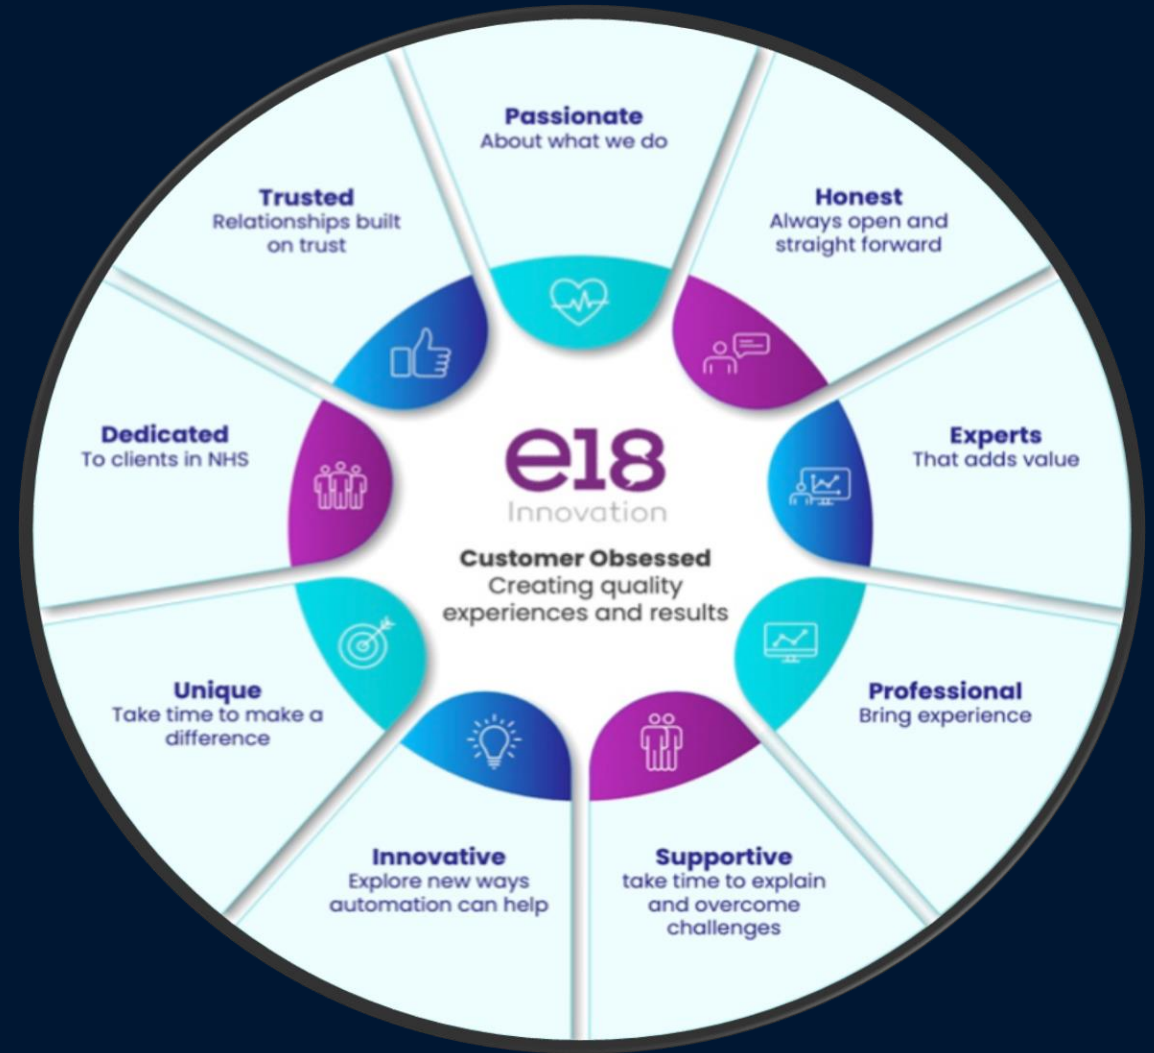 Passionate
About what we do
Honest
Always open and
straight forward
Experts
That adds value
Professional
Bring experience
Supportive
take time to explain
and overcome
challenges
Innovative
Explore new ways
automation can help
Unique
Take time to make a
difference
Dedicated
To clients in NHS
Trusted
Relationships built
on trust
e18
Innovation
Customer Obsessed
Creating quality
experiences and results